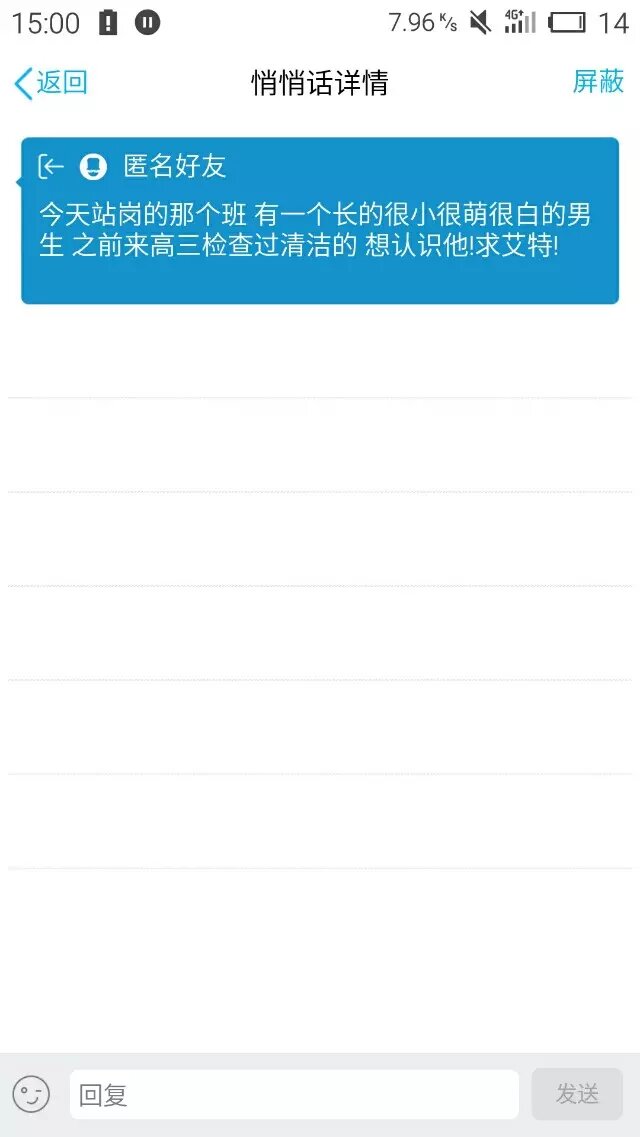 15:00 7.96 K/s 4G+ 14
返回 悄悄话详情 屏蔽
匿名好友
今天站岗的那个班 有一个长的很小很萌很白的男
生 之前来高三检查过清洁的 想认识他!求艾特!
回复 发送